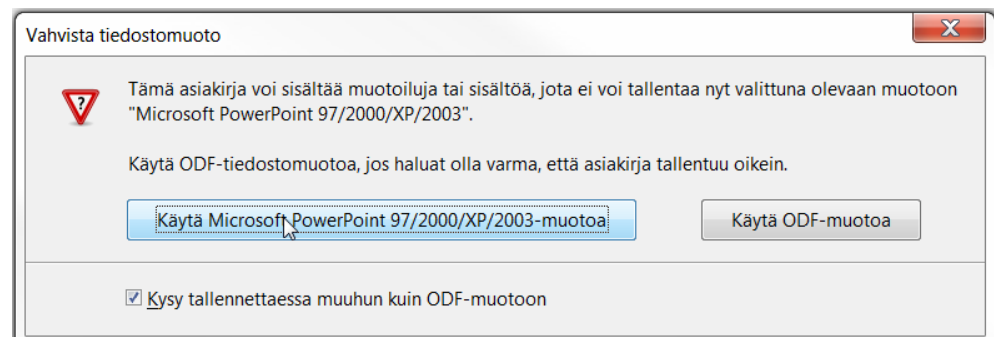 Vahvista tiedostomuoto
Tämä asiakirja voi sisältää muotoiluja tai sisältöä, jota ei voi tallentaa nyt valittuna olevaan muotoon
"Microsoft PowerPoint 97/2000/XP/2003".
Käytä ODF-tiedostomuotoa, jos haluat olla varma, että asiakirja tallentuu oikein.
Käytä Microsoft PowerPoint 97/2000/XP/2003-muotoa
Käytä ODF-muotoa
Kysy tallennettaessa muuhun kuin ODF-muotoon